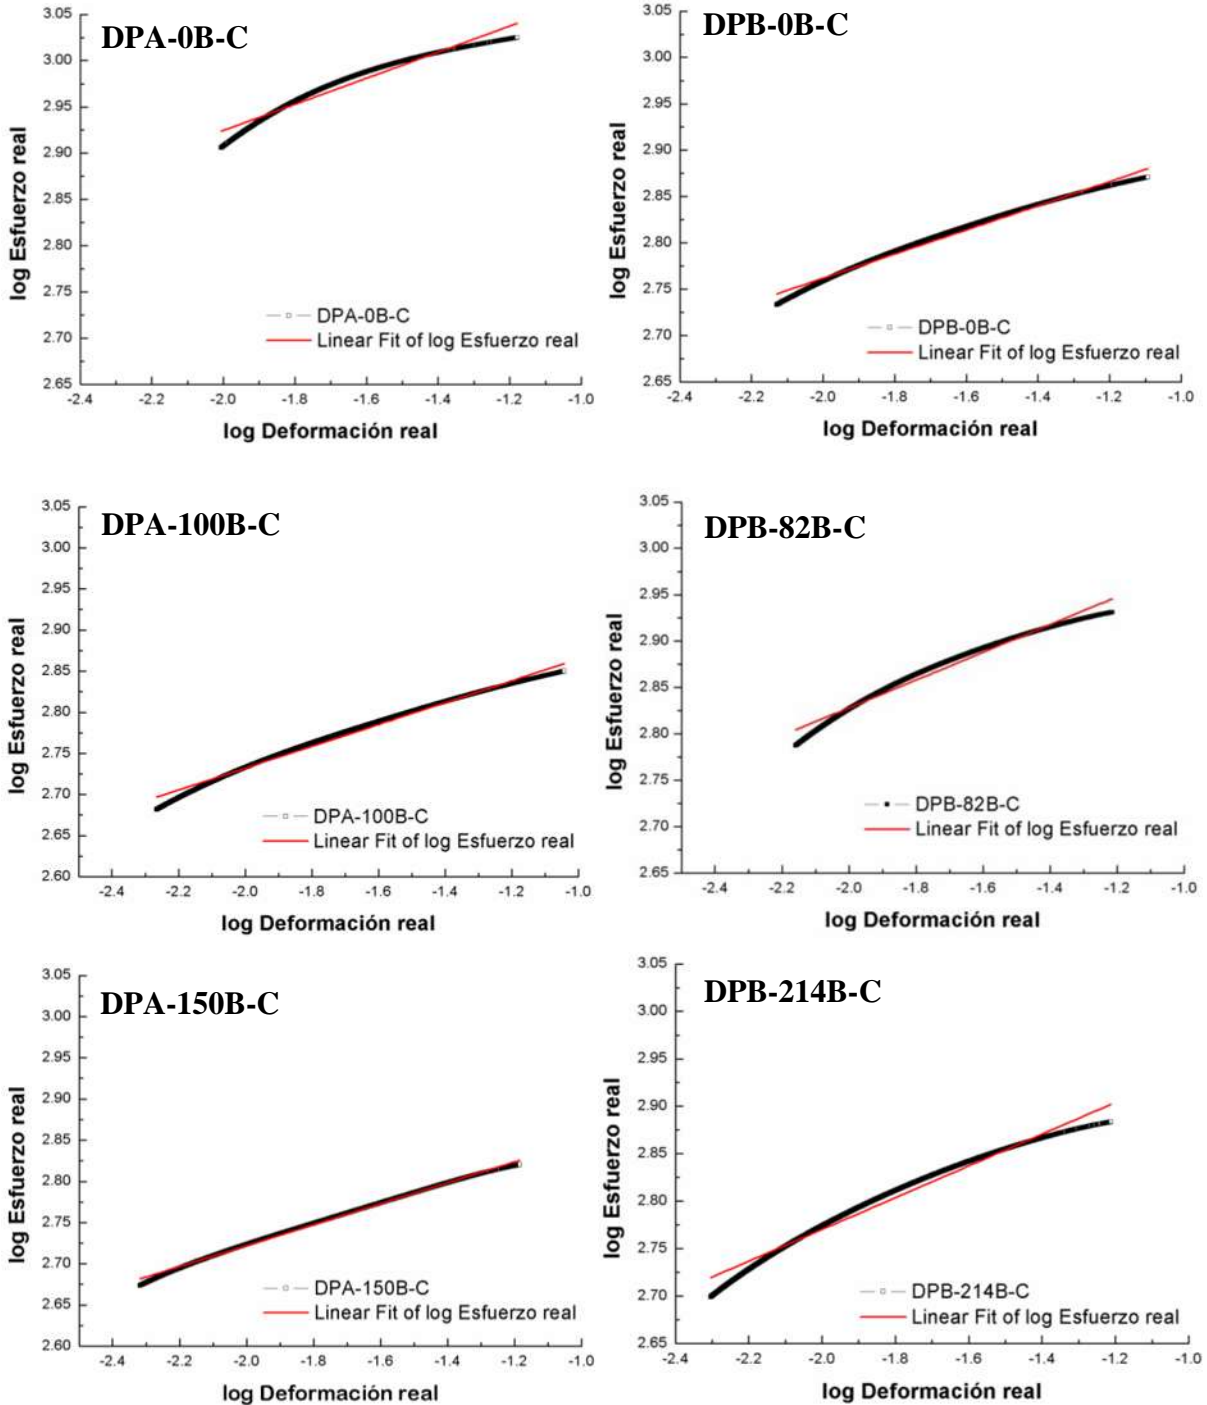 DPA-0B-C
3.05
3.00
2.95
2.90
2.85
2.80
2.75
2.70
2.65
log Esfuerzo real
DPA-0B-C
Linear Fit of log Esfuerzo real
-2.4 -2.2 -2.0 -1.8 -1.6 -1.4 -1.2 -1.0
log Deformación real
DPB-0B-C
3.05
3.00
2.95
2.90
2.85
2.80
2.75
2.70
2.65
log Esfuerzo real
DPB-0B-C
Linear Fit of log Esfuerzo real
-2.4 -2.2 -2.0 -1.8 -1.6 -1.4 -1.2 -1.0
log Deformación real
DPA-100B-C
3.05
3.00
2.95
2.90
2.85
2.80
2.75
2.70
2.65
2.60
log Esfuerzo real
DPA-100B-C
Linear Fit of log Esfuerzo real
-2.4 -2.2 -2.0 -1.8 -1.6 -1.4 -1.2 -1.0
log Deformación real
DPB-82B-C
3.05
3.00
2.95
2.90
2.85
2.80
2.75
2.70
2.65
log Esfuerzo real
DPB-82B-C
Linear Fit of log Esfuerzo real
-2.4 -2.2 -2.0 -1.8 -1.6 -1.4 -1.2 -1.0
log Deformación real
DPA-150B-C
3.05
3.00
2.95
2.90
2.85
2.80
2.75
2.70
2.65
2.60
log Esfuerzo real
DPA-150B-C
Linear Fit of log Esfuerzo real
-2.4 -2.2 -2.0 -1.8 -1.6 -1.4 -1.2 -1.0
log Deformación real
DPB-214B-C
3.05
3.00
2.95
2.90
2.85
2.80
2.75
2.70
2.65
log Esfuerzo real
DPB-214B-C
Linear Fit of log Esfuerzo real
-2.4 -2.2 -2.0 -1.8 -1.6 -1.4 -1.2 -1.0
log Deformación real